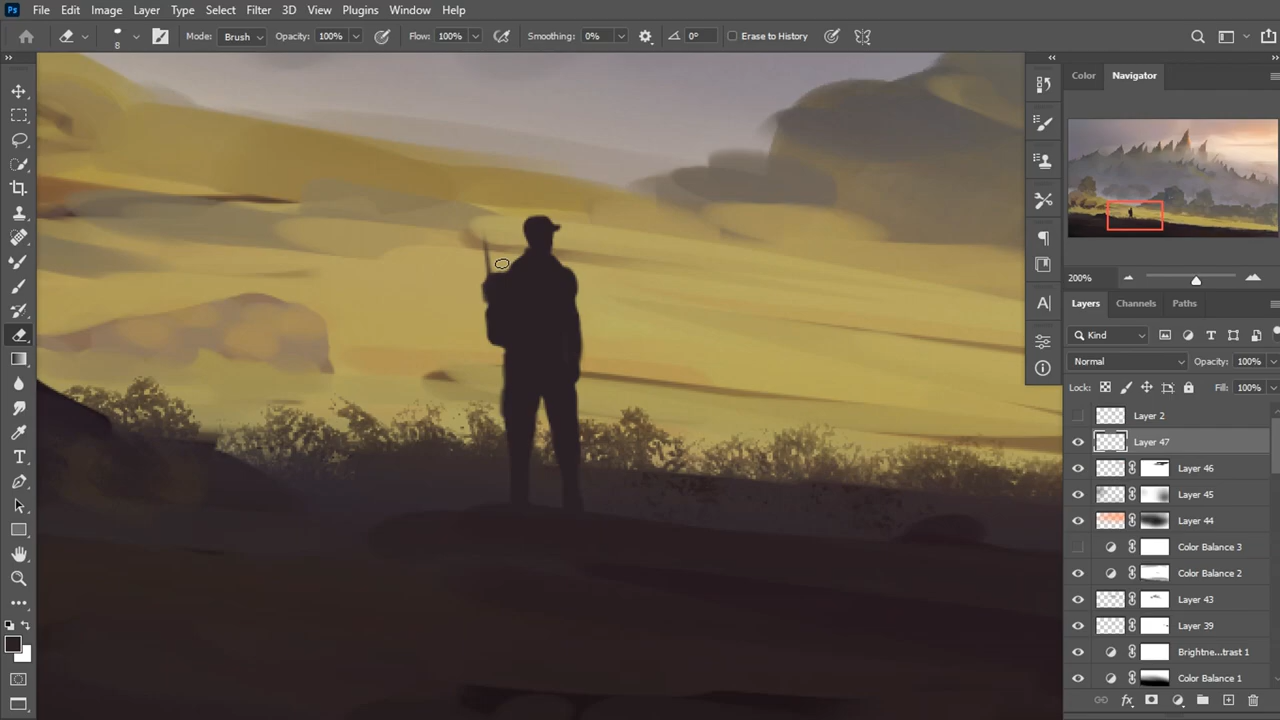 Ps File Edit Image Layer Type Select Filter 3D View Plugins Window Help
8 Mode: Brush Opacity: 100% Flow: 100% Smoothing: 0% 0° Erase to History
Color Navigator
200%
Layers Channels Paths
Kind
Normal Opacity: 100%
Lock: Fill: 100%
Layer 2
Layer 47
Layer 46
Layer 45
Layer 44
Color Balance 3
Color Balance 2
Layer 43
Layer 39
Brightne...trast 1
Color Balance 1
fx